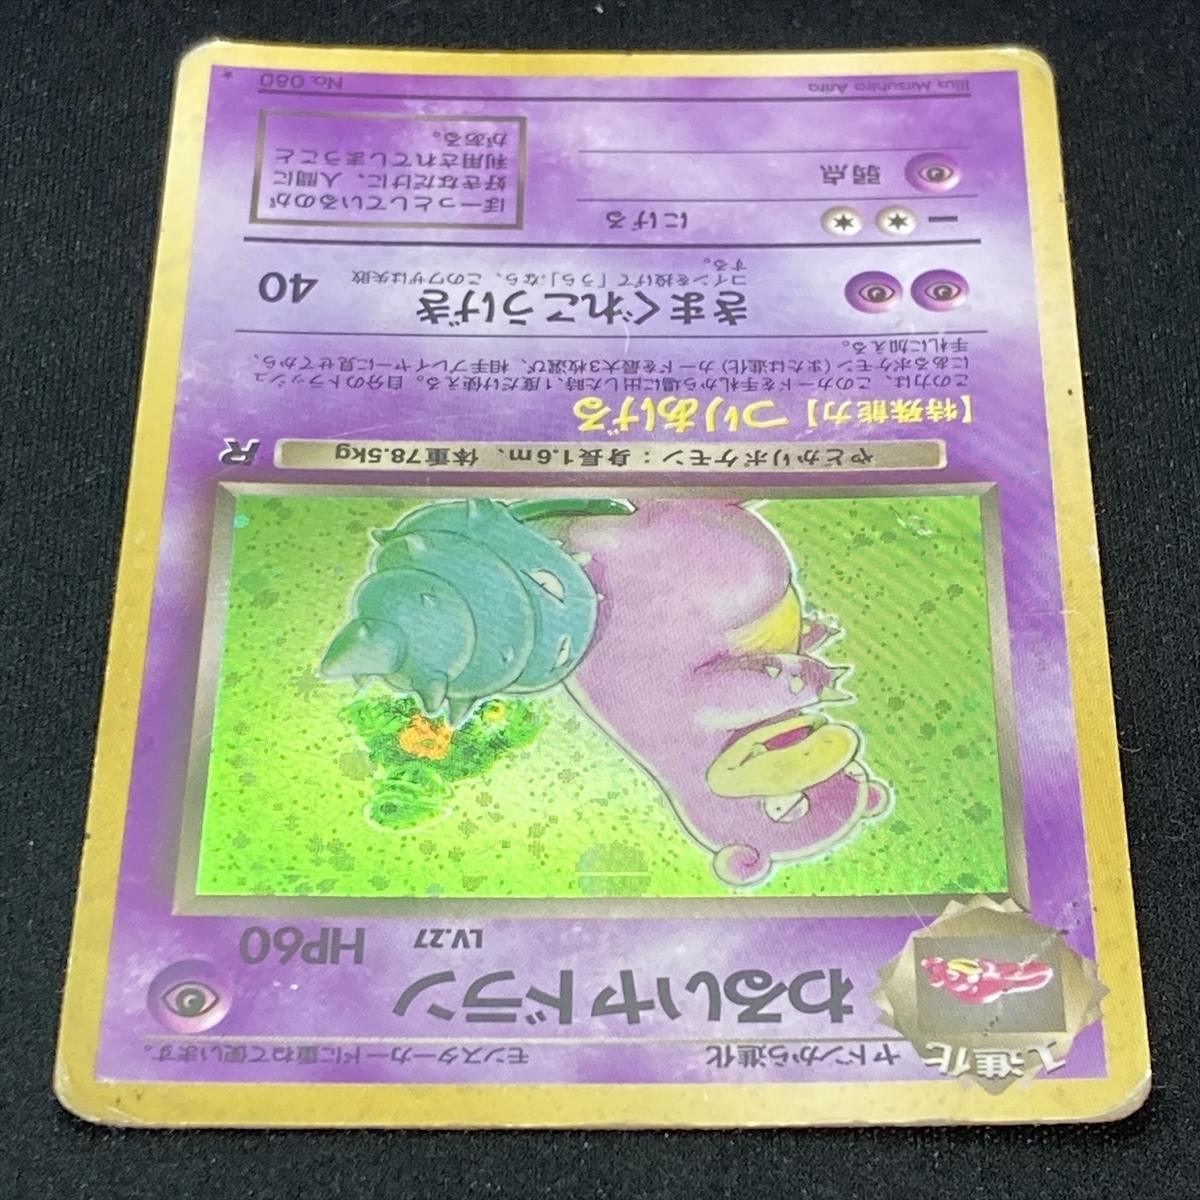 1進化
ヤドンから進化
モンスターカードに重ねて使います。
わるいヤドラン
LV.27
HP60
やどかりポケモン：身長1.6m、体重78.5kg
R
【特殊能力】つりあげる
この力は、このカードを手札から場に出した時、1度だけ使える。自分のトラッシュ
にあるポケモン（または進化）カードを最大3枚選び、相手プレイヤーに見せてから、
手札に加える。
きまぐれこうげき
40
コインを投げて「うら」なら、このワザは失敗
する。
にげる
弱点
ぼーっとしているのが
好きなだけに、人間に
利用されてしまうこと
がある。
Illus. Mitsuhiro Arita
No. 080
★